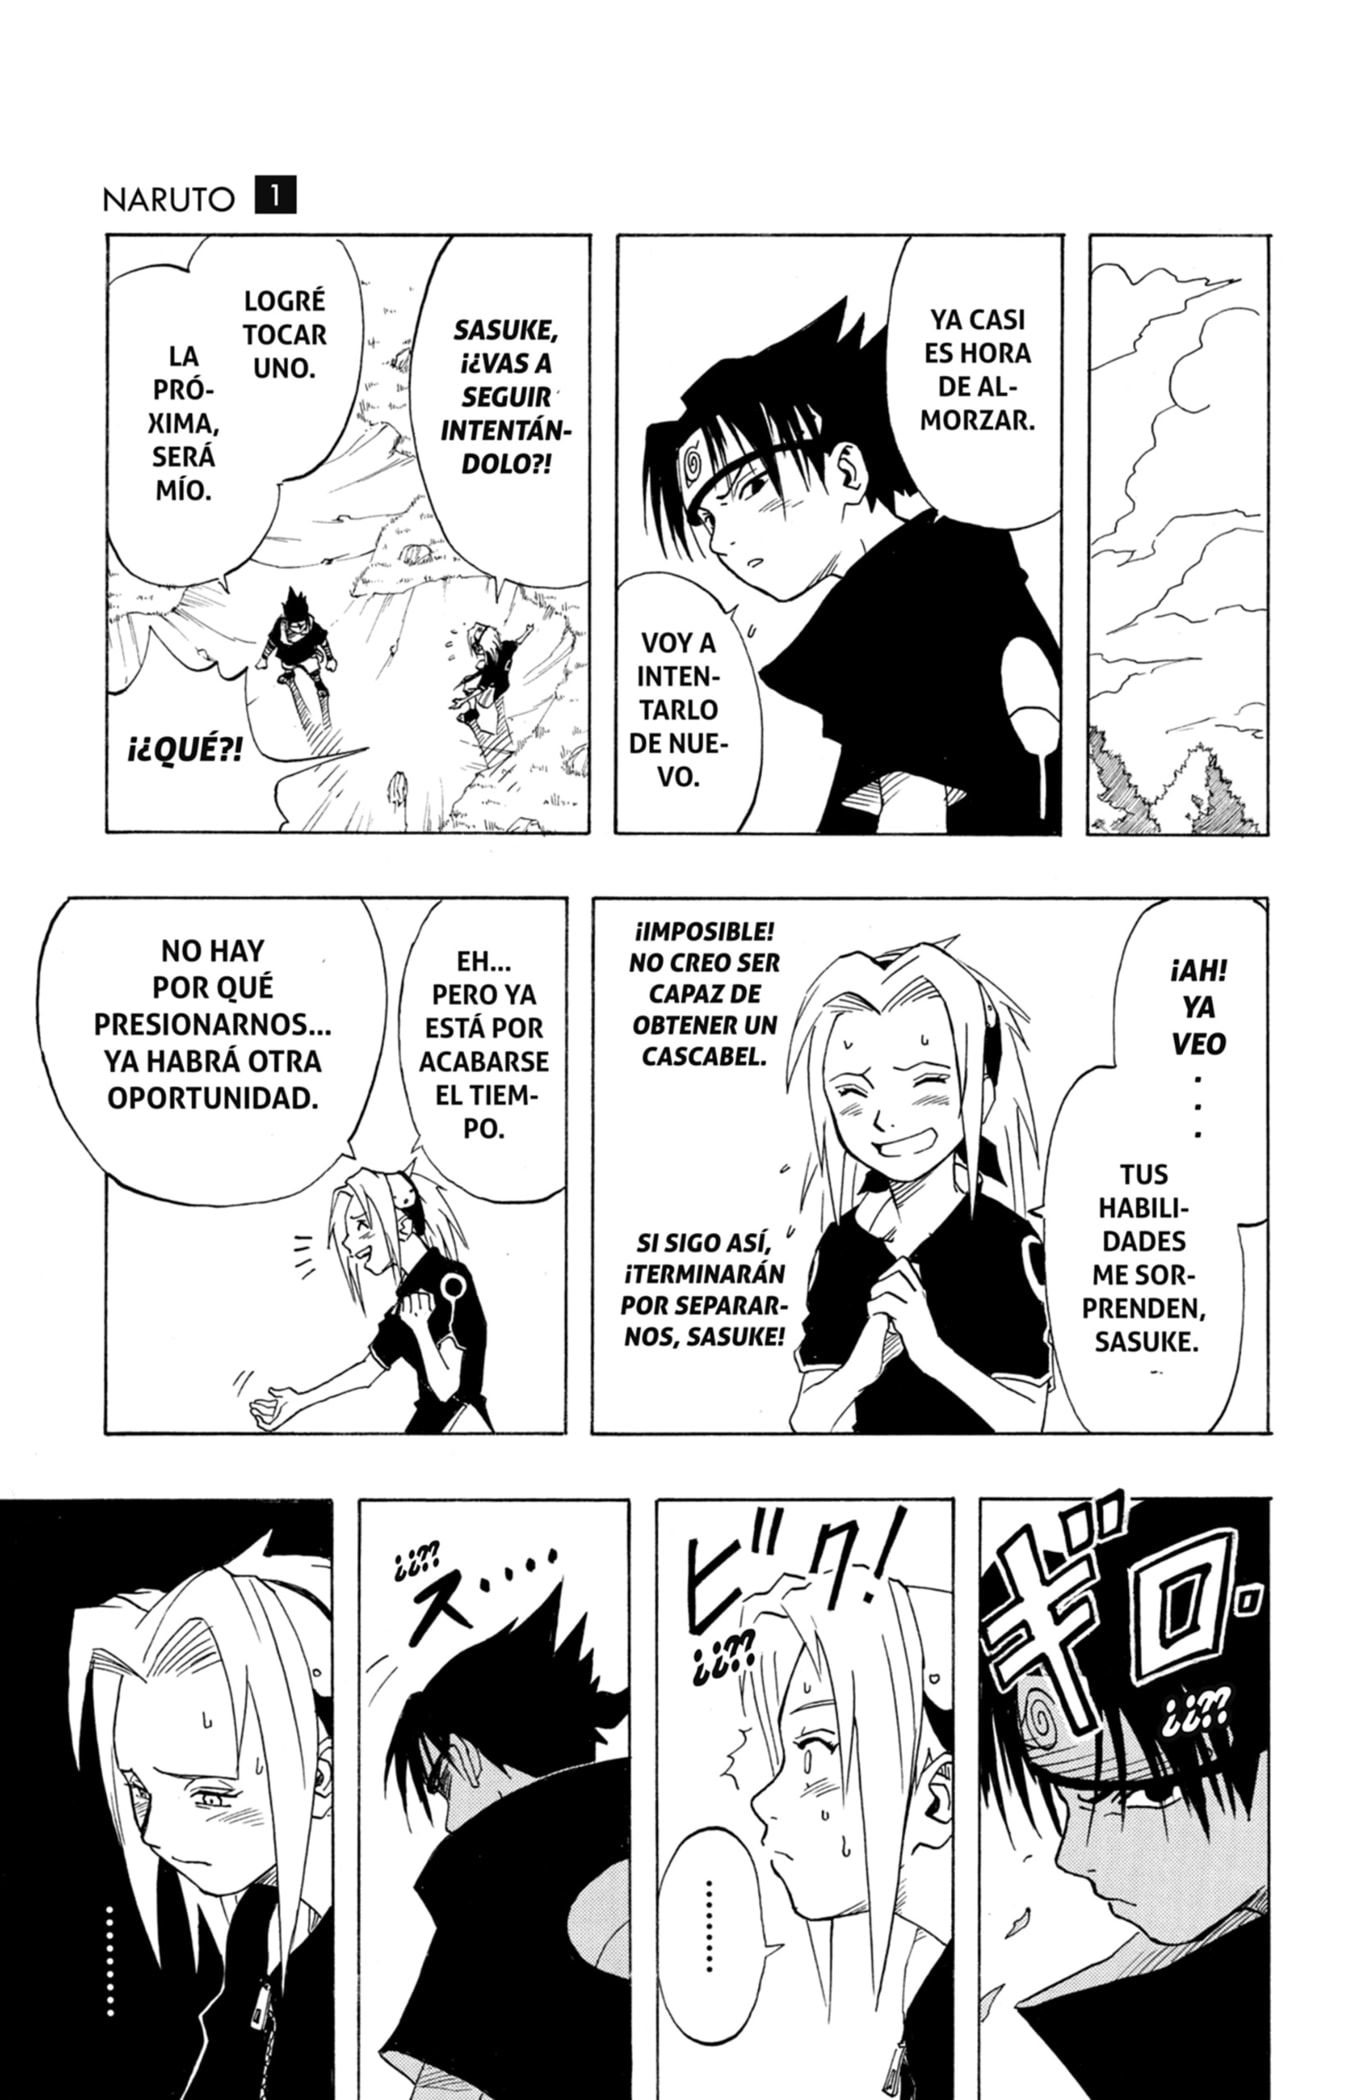 NARUTO 1
YA CASI
ES HORA
DE AL-
MORZAR.
VOY A
INTEN-
TARLO
DE NUE-
VO.
SASUKE,
¡¿VAS A
SEGUIR
INTENTÁN-
DOLO?!
LOGRÉ
TOCAR
UNO.
LA
PRÓ-
XIMA,
SERÁ
MÍO.
¡¿QUÉ?!
¡AH!
YA
VEO
.
.
.
TUS
HABILI-
DADES
ME SOR-
PRENDEN,
SASUKE.
¡IMPOSIBLE!
NO CREO SER
CAPAZ DE
OBTENER UN
CASCABEL.
SI SIGO ASÍ,
¡TERMINARÁN
POR SEPARAR-
NOS, SASUKE!
EH...
PERO YA
ESTÁ POR
ACABARSE
EL TIEM-
PO.
NO HAY
POR QUÉ
PRESIONARNOS...
YA HABRÁ OTRA
OPORTUNIDAD.
ギロ
¿¿??
ビク!
¿¿??
.........
¿¿??
ス....
.........